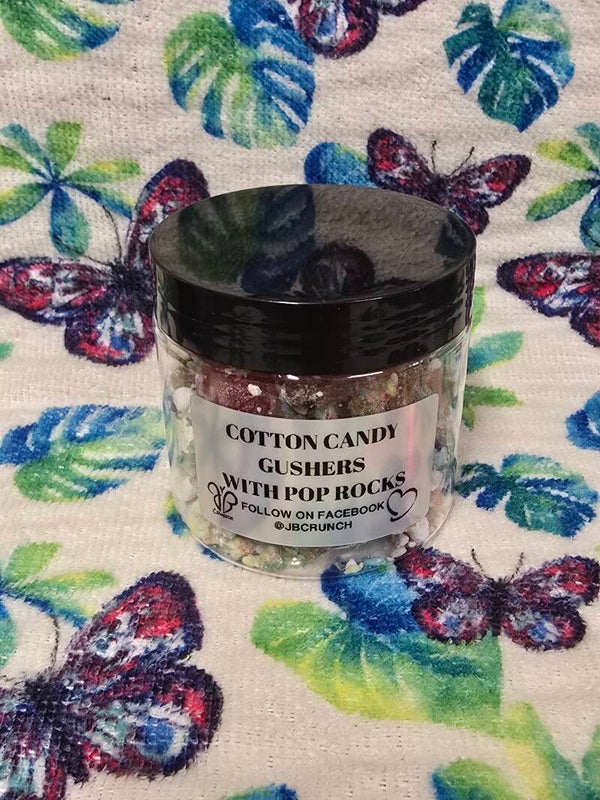 COTTON CANDY
GUSHERS
WITH POP ROCKS
FOLLOW ON FACEBOOK
@JBCRUNCH